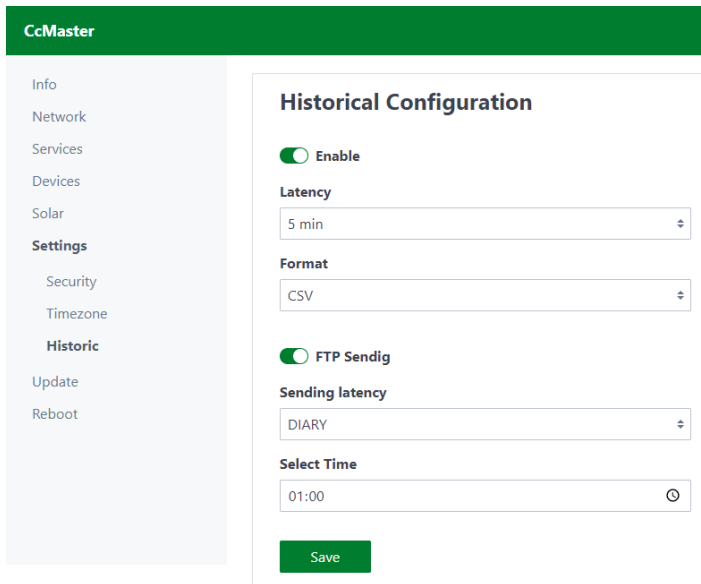 CcMaster
Info
Network
Services
Devices
Solar
Settings
Security
Timezone
Historic
Update
Reboot
Historical Configuration
Enable
Latency
5 min
Format
CSV
FTP Sendig
Sending latency
DIARY
Select Time
01:00
Save